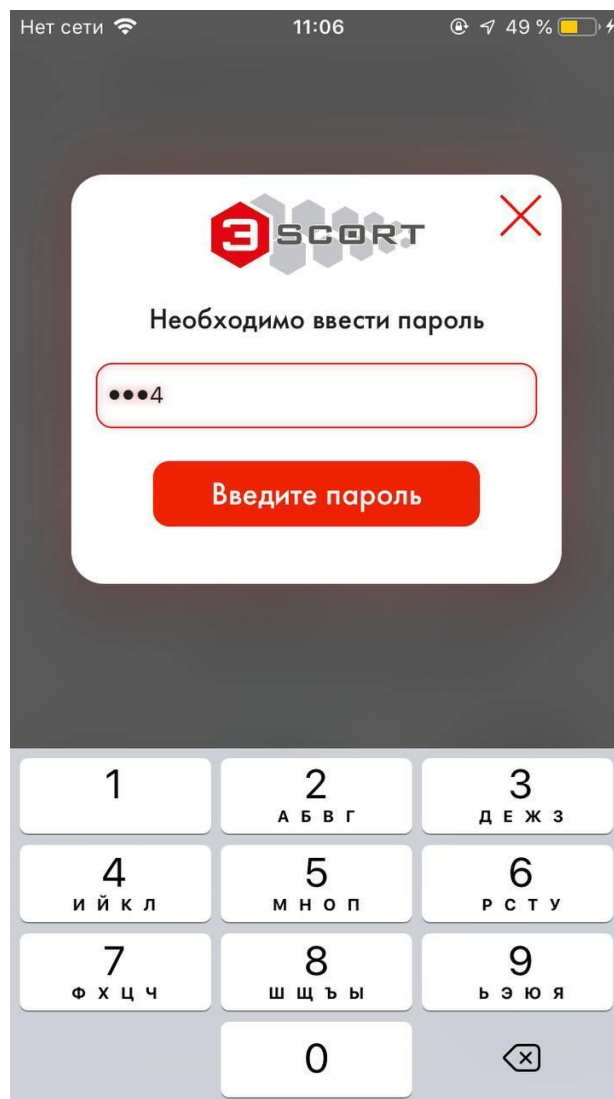 Нет сети 11:06 49 %
ЭSCORT
Необходимо ввести пароль
•••4
Введите пароль
1 2 3
А Б В Г Д Е Ж З
4 5 6
И Й К Л М Н О П Р С Т У
7 8 9
Ф Х Ц Ч Ш Щ Ъ Ы Ь Э Ю Я
0